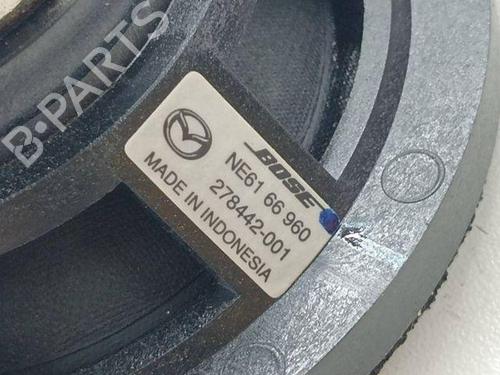 B-PARTS
BOSE
NE61 66 960
278442-001
MADE IN INDONESIA